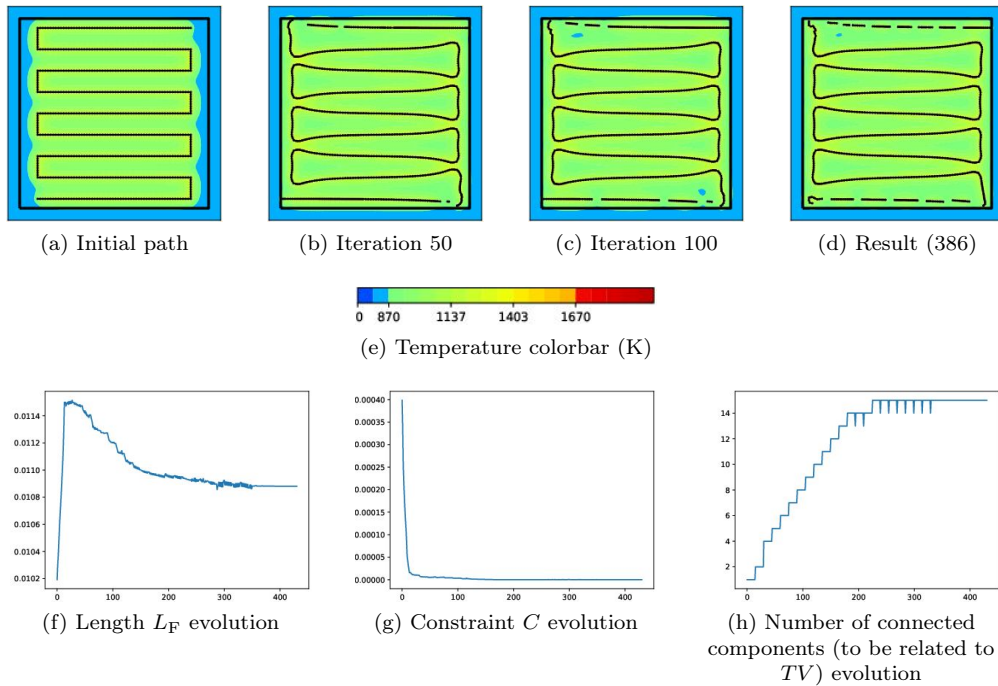 (a) Initial path
(b) Iteration 50
(c) Iteration 100
(d) Result (386)
0 870 1137 1403 1670
(e) Temperature colorbar (K)
0.0114
0.0112
0.0110
0.0108
0.0106
0.0104
0.0102
0 100 200 300 400
(f) Length L_F evolution
0.00040
0.00035
0.00030
0.00025
0.00020
0.00015
0.00010
0.00005
0.00000
0 100 200 300 400
(g) Constraint C evolution
14
12
10
8
6
4
2
0 100 200 300 400
(h) Number of connected
components (to be related to
TV) evolution